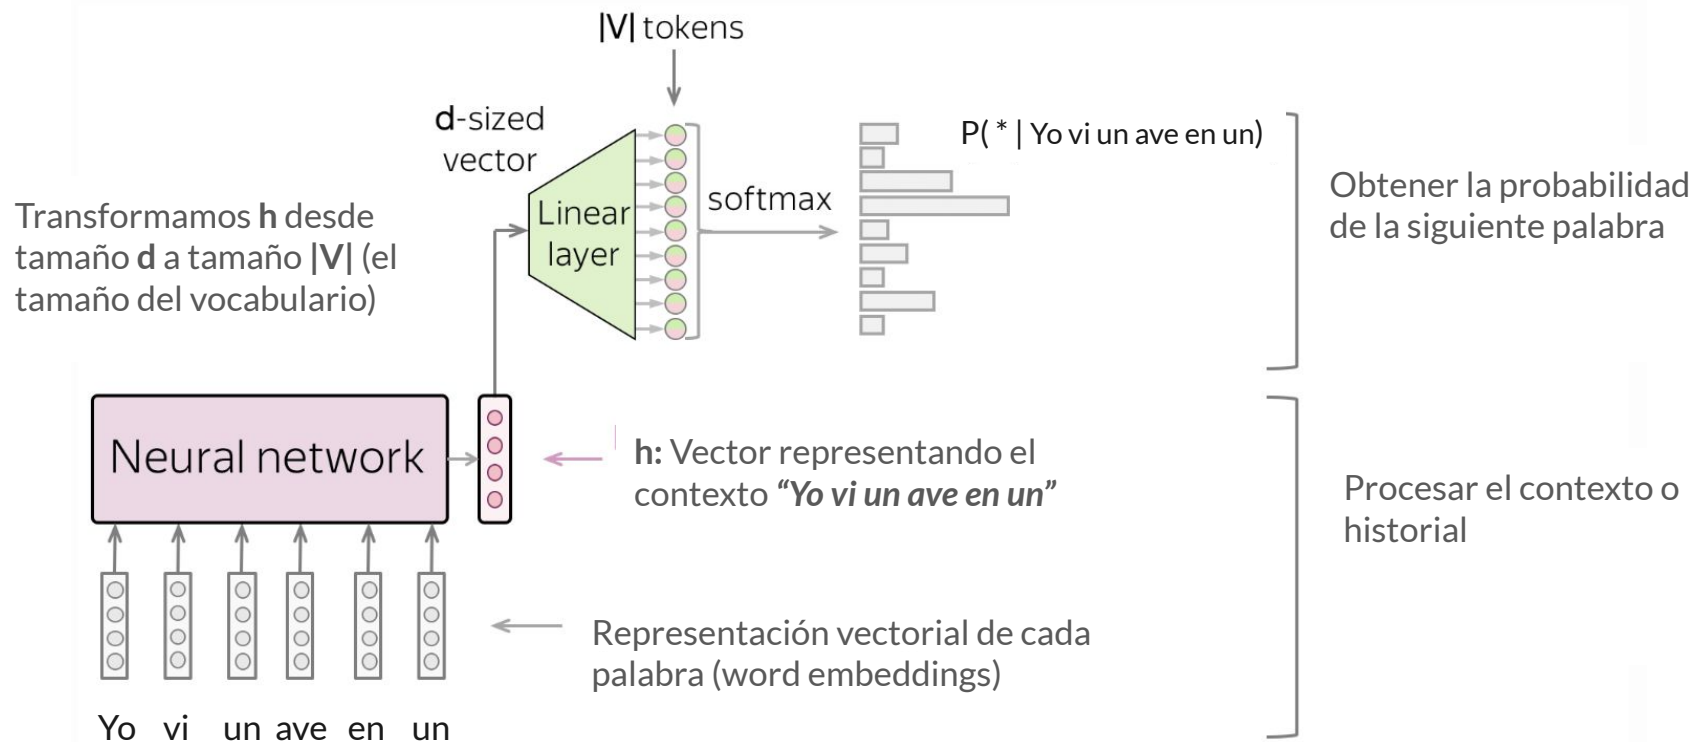 |V| tokens
d-sized
vector
P( * | Yo vi un ave en un)
Linear
layer
softmax
Obtener la probabilidad
de la siguiente palabra
Transformamos h desde
tamaño d a tamaño |V| (el
tamaño del vocabulario)
Neural network
h: Vector representando el
contexto “Yo vi un ave en un”
Procesar el contexto o
historial
Representación vectorial de cada
palabra (word embeddings)
Yo vi un ave en un